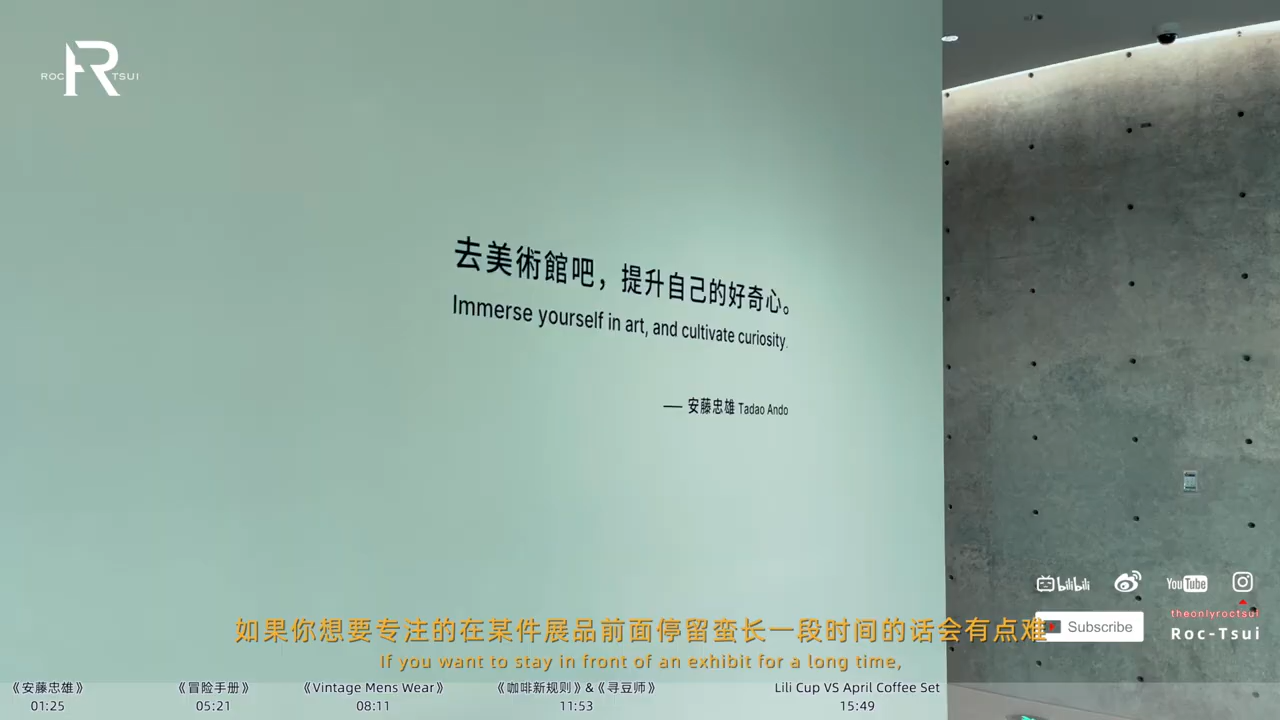 ROC R TSUI
去美術館吧，提升自己的好奇心。
Immerse yourself in art, and cultivate curiosity.
—— 安藤忠雄 Tadao Ando
bilibili
YouTube
theonlyroctsui
Subscribe
Roc-Tsui
如果你想要专注的在某件展品前面停留蛮长一段时间的话会有点难
If you want to stay in front of an exhibit for a long time,
《安藤忠雄》 《冒险手册》 《Vintage Mens Wear》 《咖啡新规则》&《寻豆师》 Lili Cup VS April Coffee Set
01:25 05:21 08:11 11:53 15:49